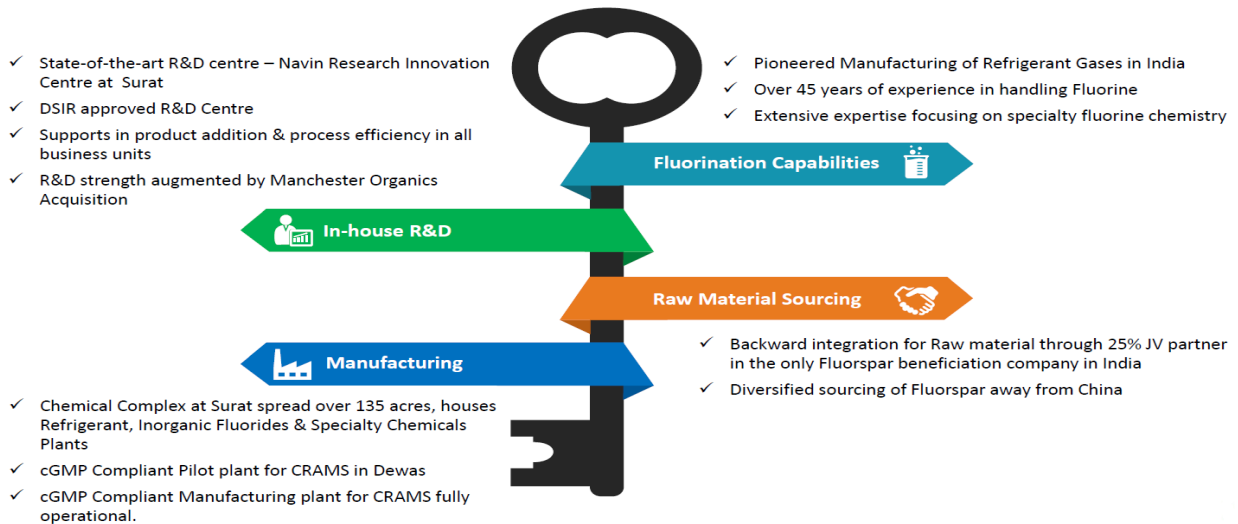 ✓ State-of-the-art R&D centre – Navin Research Innovation
Centre at Surat
✓ DSIR approved R&D Centre
✓ Supports in product addition & process efficiency in all
business units
✓ R&D strength augmented by Manchester Organics
Acquisition
In-house R&D
✓ Pioneered Manufacturing of Refrigerant Gases in India
✓ Over 45 years of experience in handling Fluorine
✓ Extensive expertise focusing on specialty fluorine chemistry
Fluorination Capabilities
Raw Material Sourcing
✓ Backward integration for Raw material through 25% JV partner
in the only Fluorspar beneficiation company in India
✓ Diversified sourcing of Fluorspar away from China
Manufacturing
✓ Chemical Complex at Surat spread over 135 acres, houses
Refrigerant, Inorganic Fluorides & Specialty Chemicals
Plants
✓ cGMP Compliant Pilot plant for CRAMS in Dewas
✓ cGMP Compliant Manufacturing plant for CRAMS fully
operational.